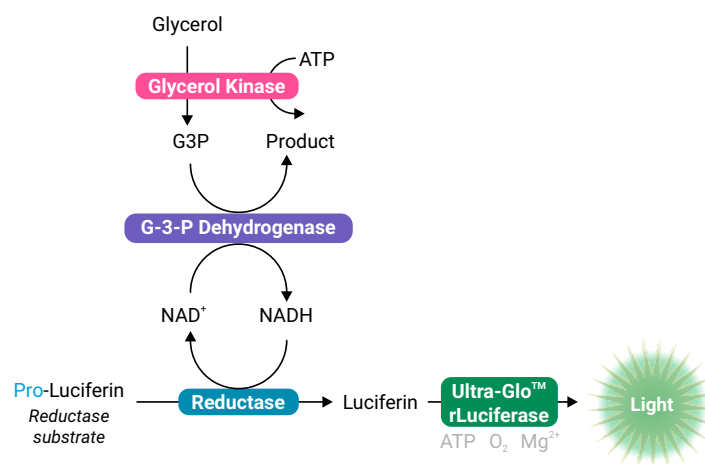 Glycerol
ATP
Glycerol Kinase
G3P
Product
G-3-P Dehydrogenase
NAD⁺
NADH
Pro-Luciferin
Reductase
substrate
Reductase
Luciferin
Ultra-Glo™
rLuciferase
ATP O₂ Mg²⁺
Light